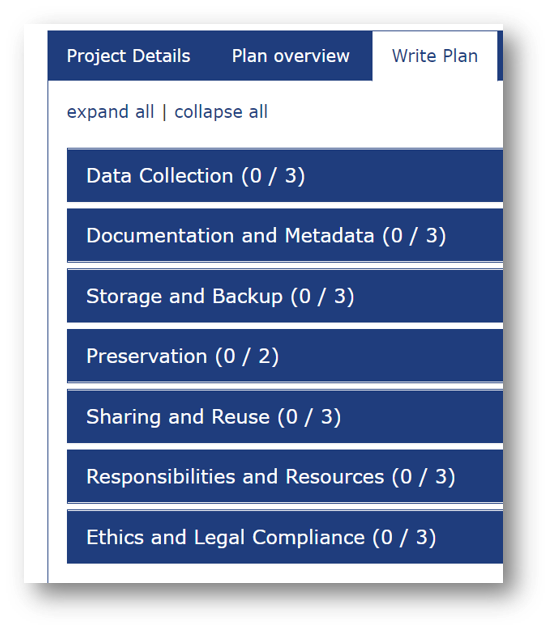 Project Details Plan overview Write Plan
expand all | collapse all
Data Collection (0 / 3)
Documentation and Metadata (0 / 3)
Storage and Backup (0 / 3)
Preservation (0 / 2)
Sharing and Reuse (0 / 3)
Responsibilities and Resources (0 / 3)
Ethics and Legal Compliance (0 / 3)